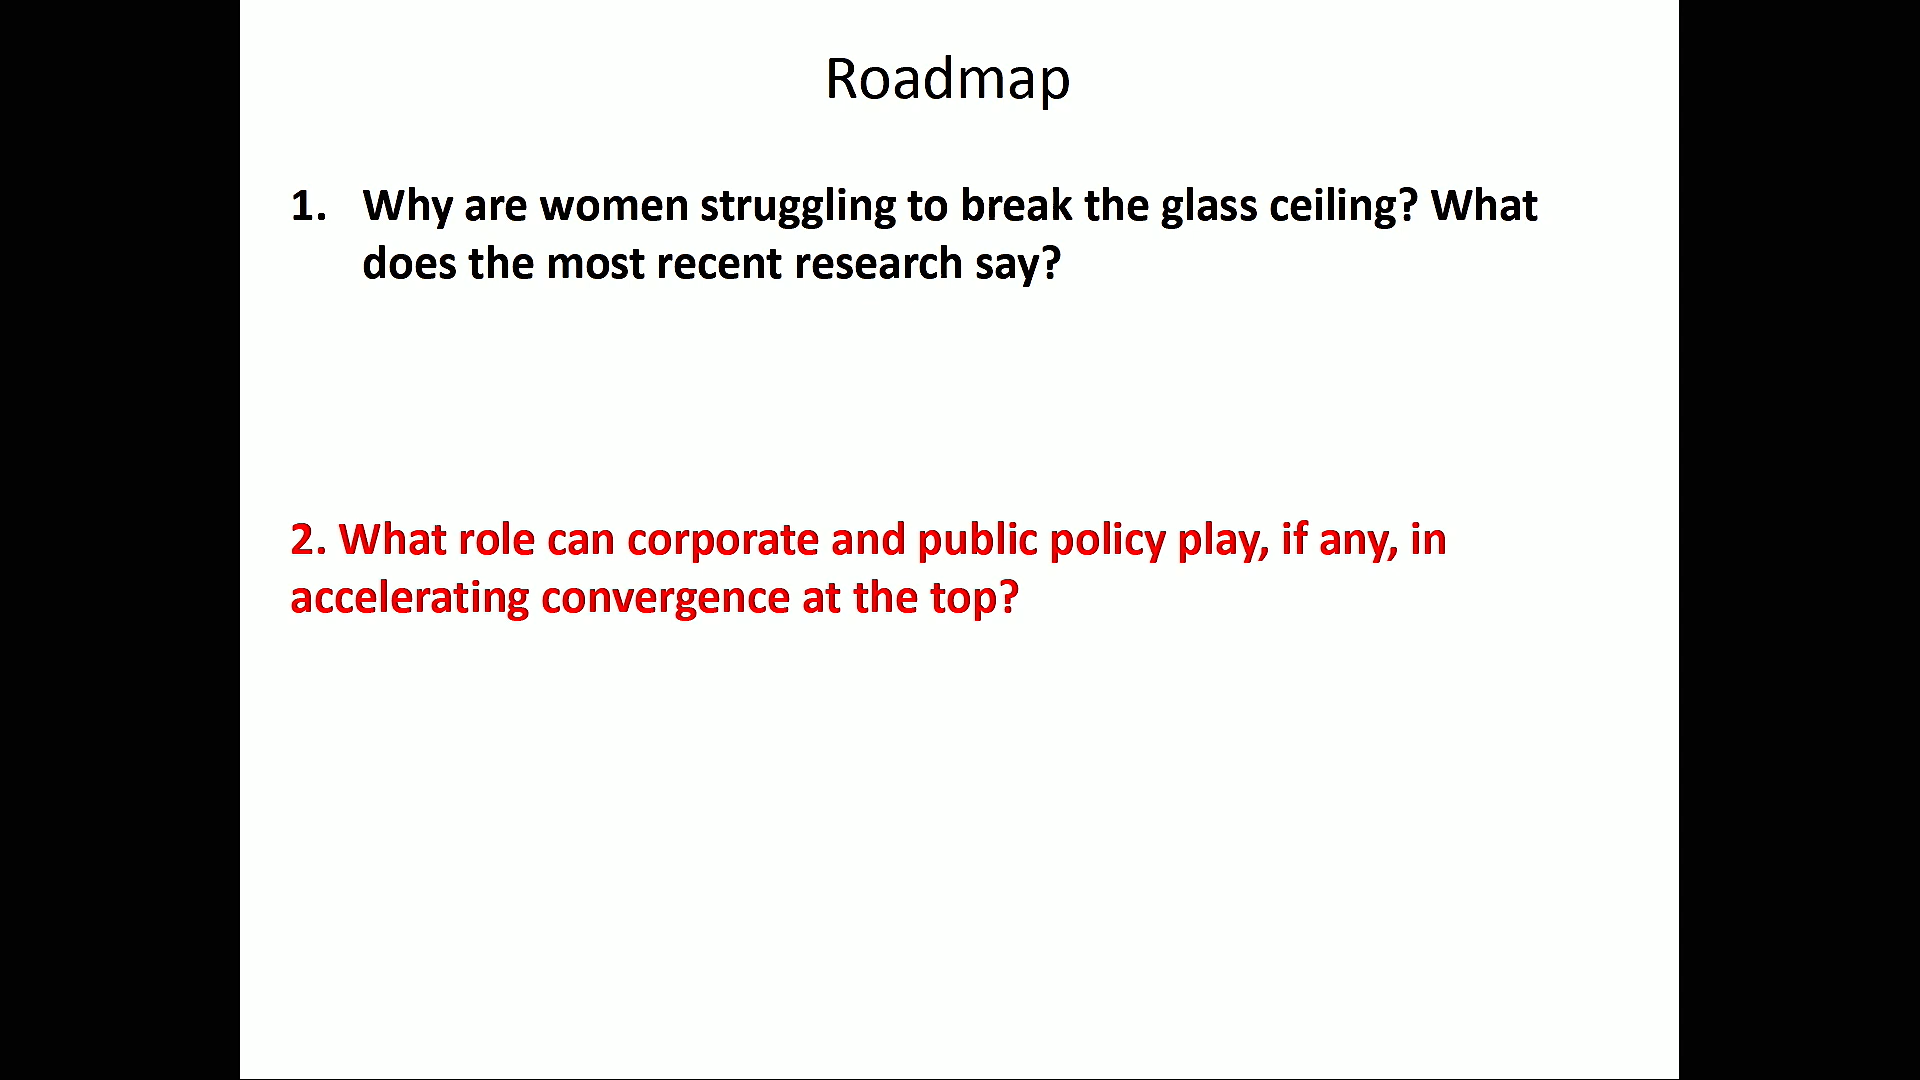 Roadmap
1. Why are women struggling to break the glass ceiling? What
does the most recent research say?
2. What role can corporate and public policy play, if any, in
accelerating convergence at the top?